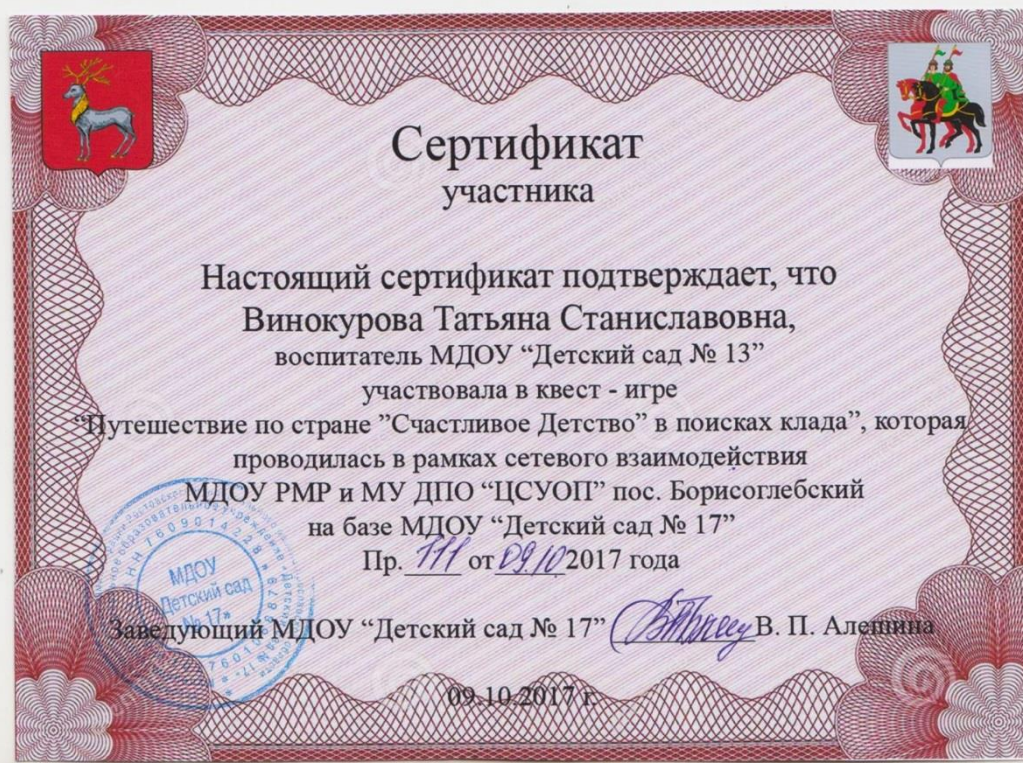 Сертификат
участника
Настоящий сертификат подтверждает, что
Винокурова Татьяна Станиславовна,
воспитатель МДОУ “Детский сад № 13”
участвовала в квест - игре
“Путешествие по стране ”Счастливое Детство” в поисках клада”, которая
проводилась в рамках сетевого взаимодействия
МДОУ РМР и МУ ДПО “ЦСУОП” пос. Борисоглебский
на базе МДОУ “Детский сад № 17”
Пр. 111 от 09.10 2017 года
МДОУ
Детский сад
№ 17»
Заведующий МДОУ “Детский сад № 17” В. П. Алешина
09.10.2017 г.